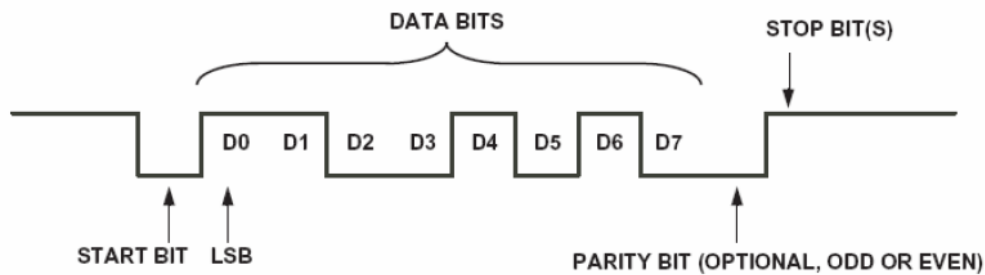 DATA BITS
STOP BIT(S)
D0 D1 D2 D3 D4 D5 D6 D7
START BIT LSB
PARITY BIT (OPTIONAL, ODD OR EVEN)